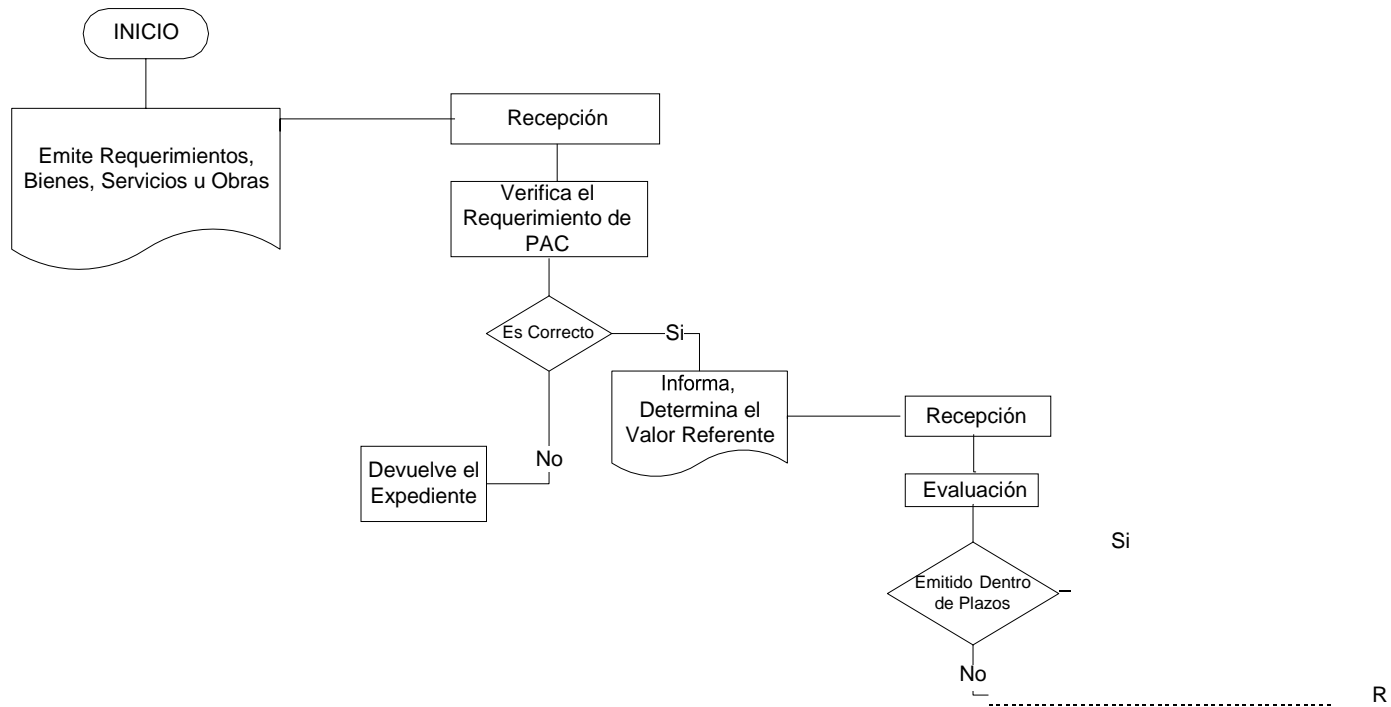 INICIO
Emite Requerimientos,
Bienes, Servicios u Obras
Recepción
Verifica el
Requerimiento de
PAC
Es Correcto
Si
Informa,
Determina el
Valor Referente
No
Devuelve el
Expediente
Recepción
Evaluación
Si
Emitido Dentro
de Plazos
No
R